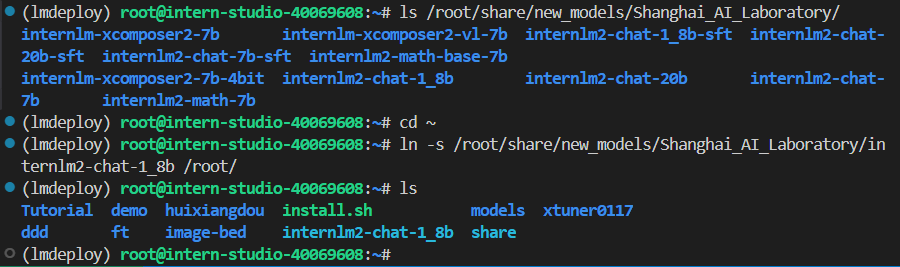 (lmdeploy) root@intern-studio-40069608:~# ls /root/share/new_models/Shanghai_AI_Laboratory/
internlm-xcomposer2-7b internlm-xcomposer2-vl-7b internlm2-chat-1_8b-sft internlm2-chat-
20b-sft internlm2-chat-7b-sft internlm2-math-base-7b
internlm-xcomposer2-7b-4bit internlm2-chat-1_8b internlm2-chat-20b internlm2-chat-
7b internlm2-math-7b
(lmdeploy) root@intern-studio-40069608:~# cd ~
(lmdeploy) root@intern-studio-40069608:~# ln -s /root/share/new_models/Shanghai_AI_Laboratory/in
ternlm2-chat-1_8b /root/
(lmdeploy) root@intern-studio-40069608:~# ls
Tutorial demo huixiangdou install.sh models xtuner0117
ddd ft image-bed internlm2-chat-1_8b share
(lmdeploy) root@intern-studio-40069608:~#